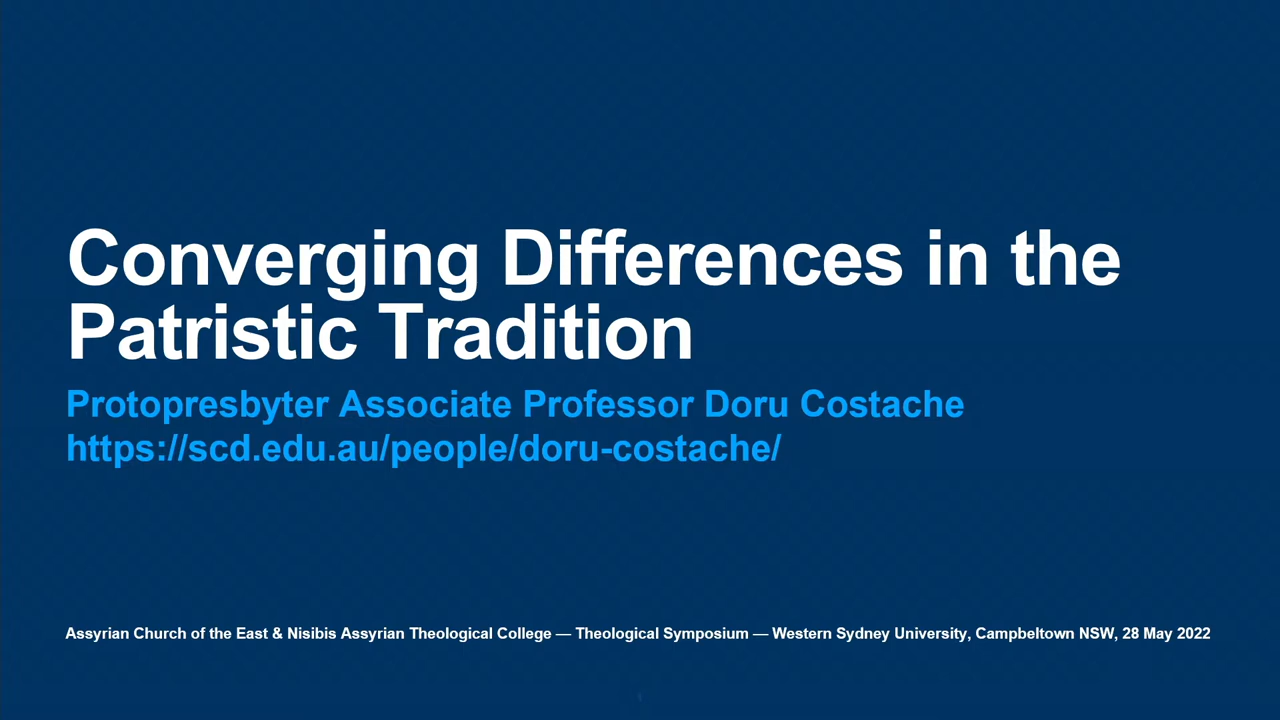 Converging Differences in the
Patristic Tradition
Protopresbyter Associate Professor Doru Costache
https://scd.edu.au/people/doru-costache/
Assyrian Church of the East & Nisibis Assyrian Theological College — Theological Symposium — Western Sydney University, Campbeltown NSW, 28 May 2022